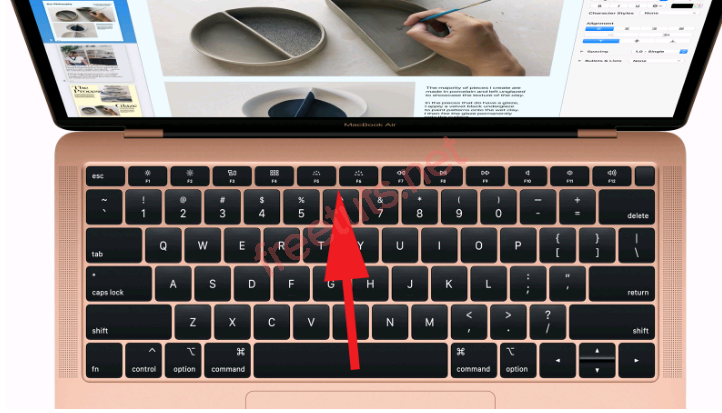 Character Styles None
Alignment
Spacing 1.0 - Single
Bullets & Lists None
The
Process
The majority of pieces I create are
made in porcelain and left unglazed
to showcase the texture of the clay.
In the pieces that do have a glaze,
I apply a velvet black underglaze
to paint patterns onto the wet clay.
I then fire the glaze permanently
MacBook Air
freetuts.net
esc F1 F2 F3 F4 F5 F6 F7 F8 F9 F10 F11 F12
~ ! @ # $ % & * ( ) _ +
` 1 2 3 4 5 7 8 9 0 - = delete
tab Q W E R T Y U I O P { [ } ] | \
caps lock A S D F G H J K L : ; " ' return
shift Z X C V N M < , > . ? / shift
fn control option command command option